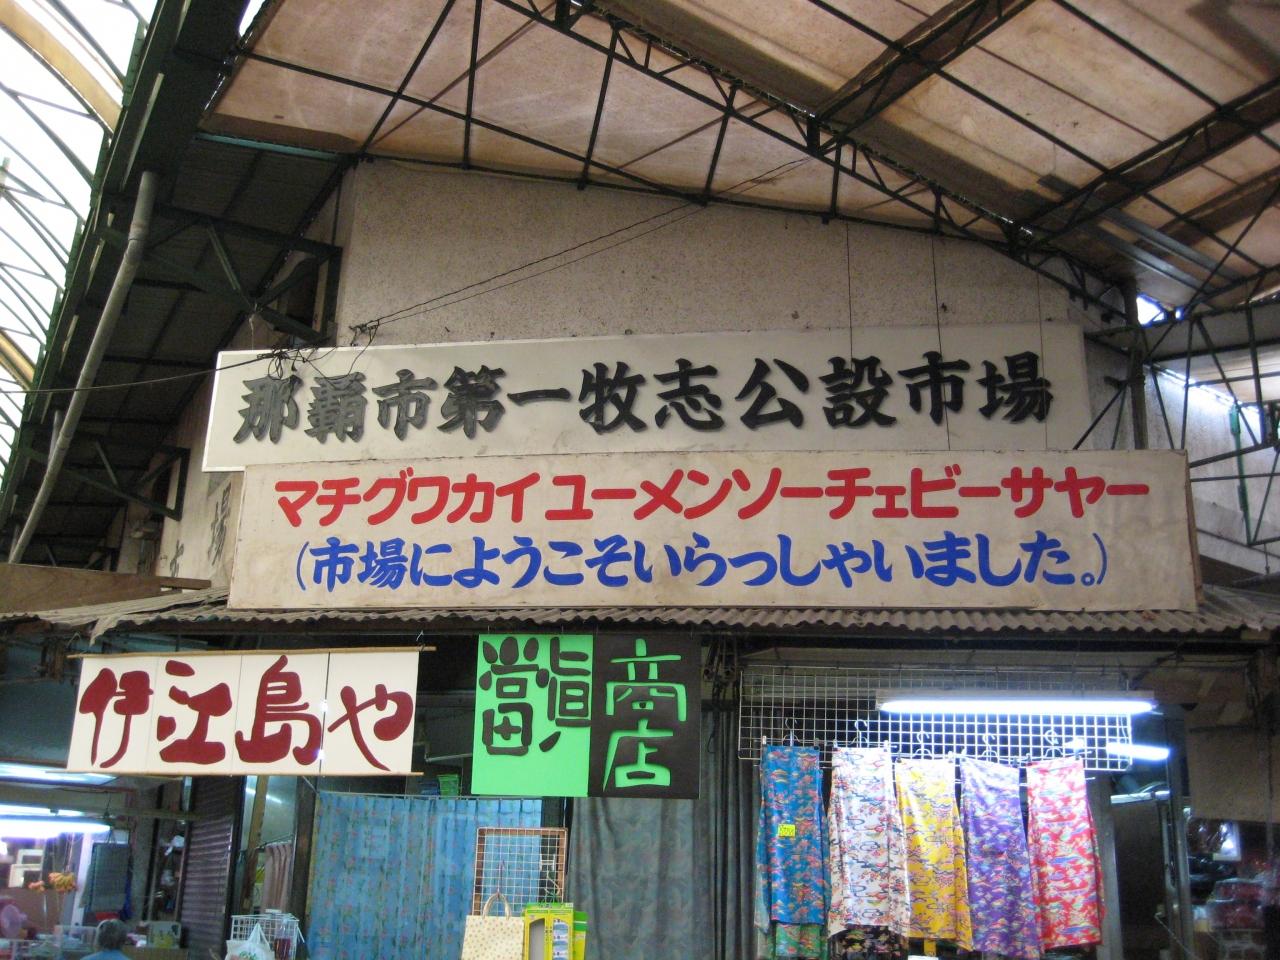 那覇市第一牧志公設市場
マチグワカイユーメンソーチェビーサヤー
(市場にようこそいらっしゃいました。)
伊江島や
當眞
商店